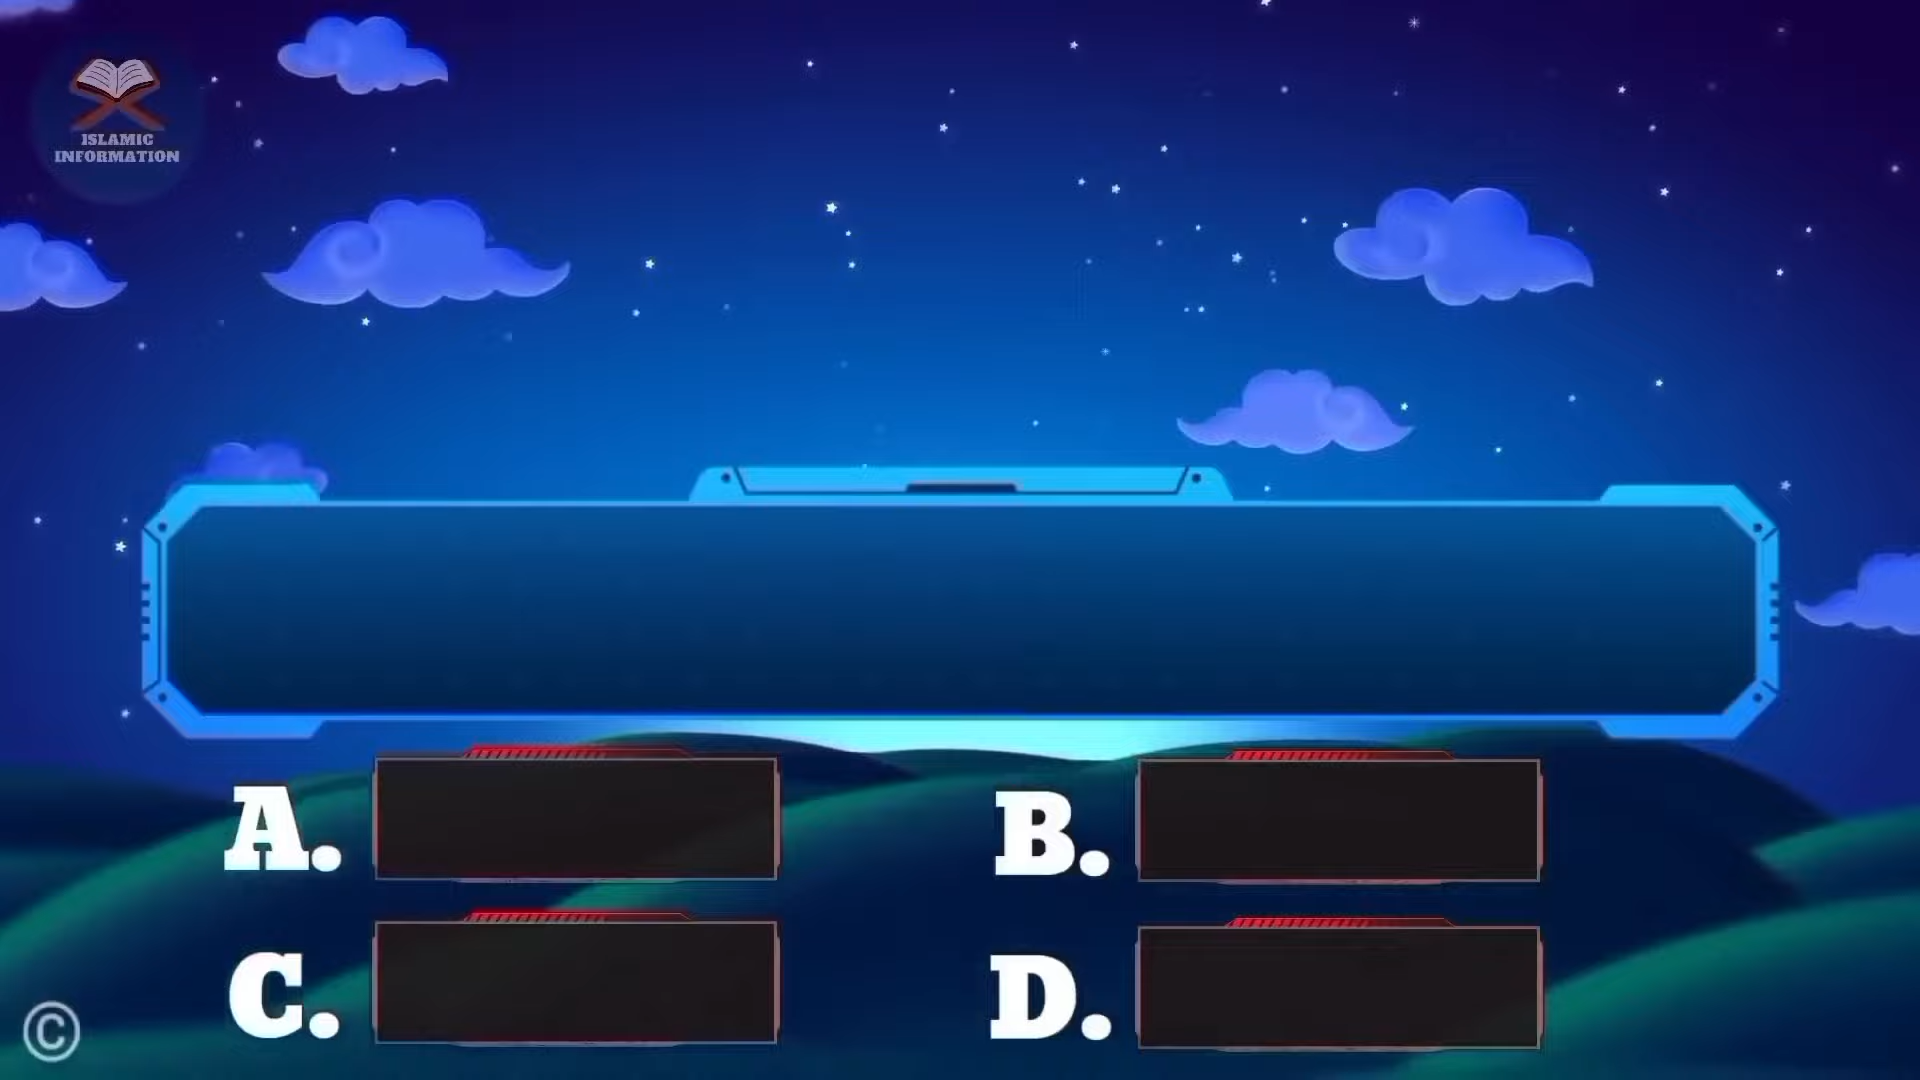 ISLAMIC
INFORMATION
A.
B.
C.
D.
©